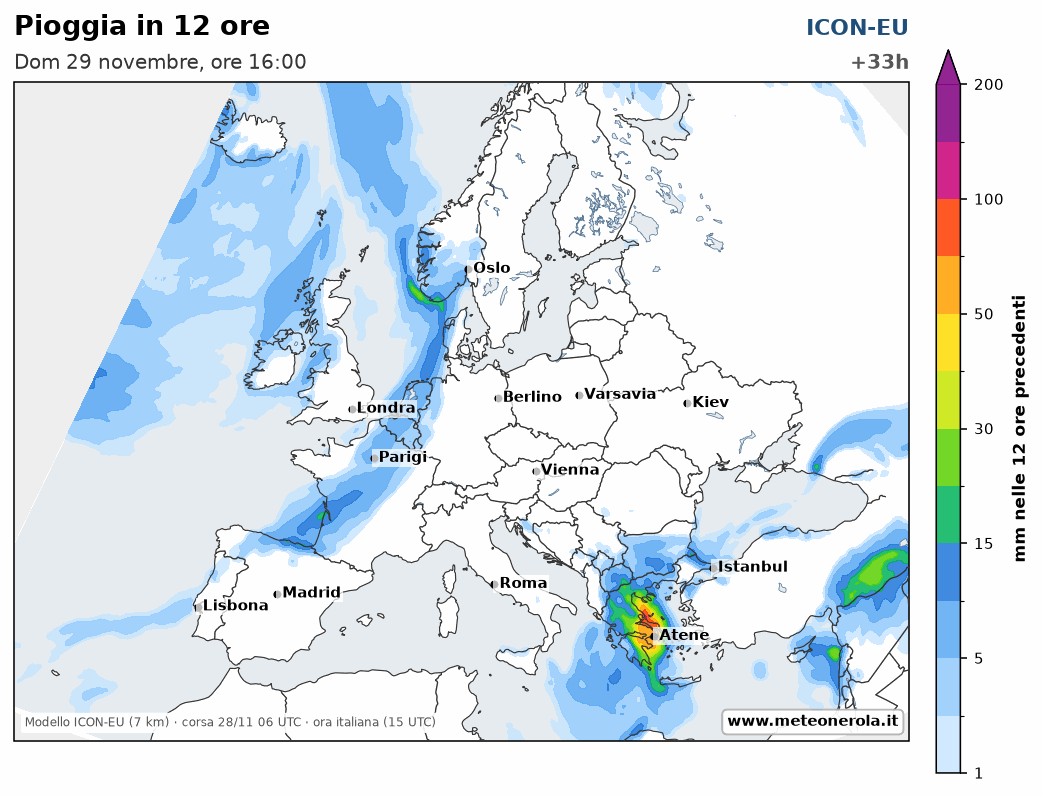 Pioggia in 12 ore
ICON-EU
Dom 29 novembre, ore 16:00
+33h
200
100
50
30
15
5
1
mm nelle 12 ore precedenti
Oslo
Berlino
Varsavia
Kiev
Londra
Parigi
Vienna
Istanbul
Roma
Madrid
Lisbona
Atene
Modello ICON-EU (7 km) · corsa 28/11 06 UTC · ora italiana (15 UTC)
www.meteonerola.it